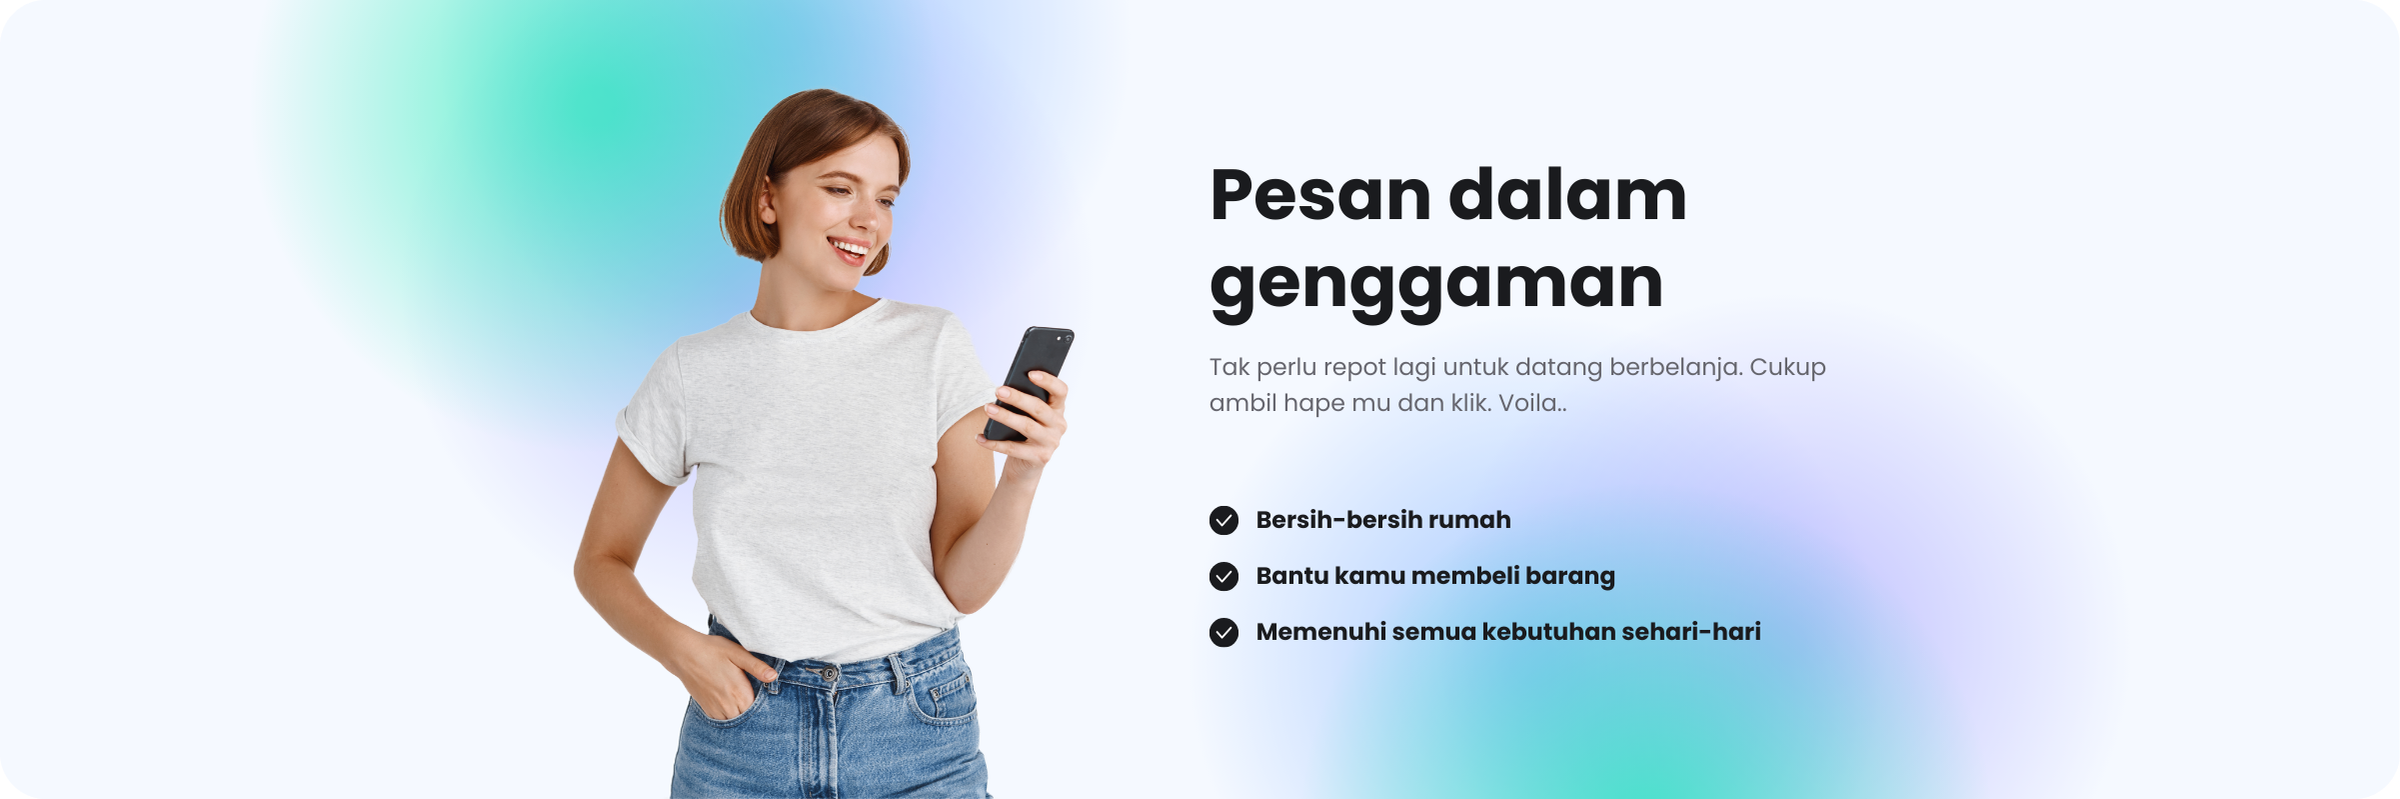 Pesan dalam
genggaman
Tak perlu repot lagi untuk datang berbelanja. Cukup
ambil hape mu dan klik. Voila..
Bersih-bersih rumah
Bantu kamu membeli barang
Memenuhi semua kebutuhan sehari-hari